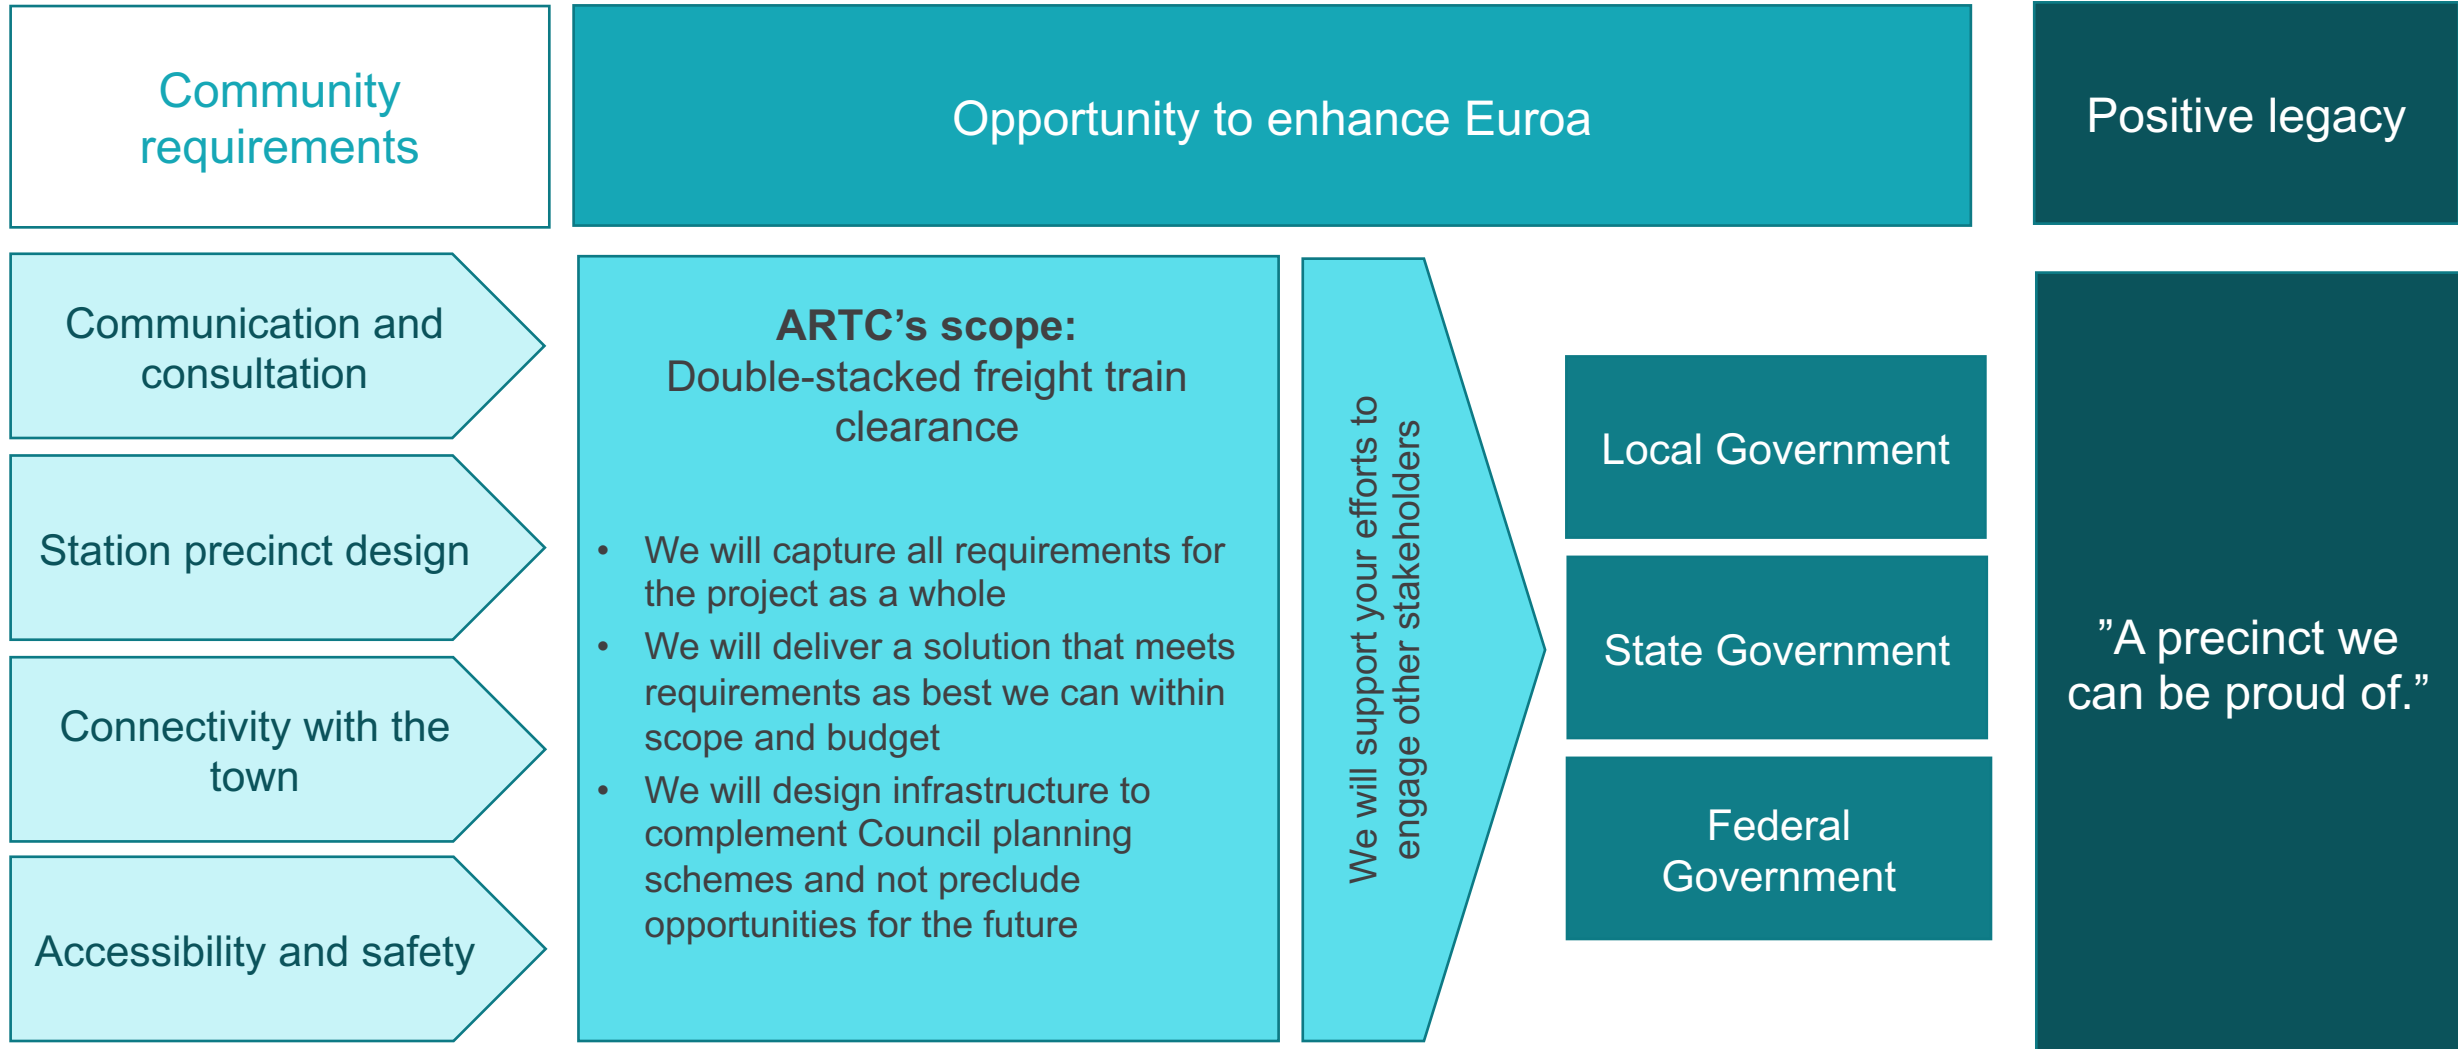 Community
requirements
Opportunity to enhance Euroa
Positive legacy
Communication and
consultation
Station precinct design
Connectivity with the
town
Accessibility and safety
ARTC’s scope:
Double-stacked freight train
clearance
• We will capture all requirements for
the project as a whole
• We will deliver a solution that meets
requirements as best we can within
scope and budget
• We will design infrastructure to
complement Council planning
schemes and not preclude
opportunities for the future
We will support your efforts to
engage other stakeholders
Local Government
State Government
Federal
Government
”A precinct we
can be proud of.”